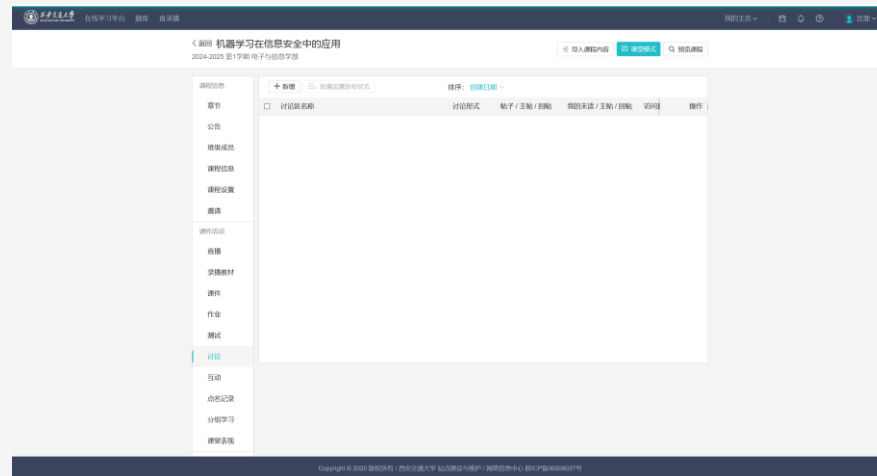 西安交通大学 在线学习平台 题库 直录播 我的主页
< 返回 机器学习在信息安全中的应用
2024-2025 第1学期 电子与信息学部
导入课程内容 课堂模式 预览课程
课程信息
章节
公告
班级成员
课程信息
课程设置
邀请
课件活动
直播
录播教材
课件
作业
测试
讨论
互动
点名记录
分组学习
课堂表现
+ 新增 批量设置发布状态 排序: 创建日期
讨论区名称 讨论形式 帖子 / 主帖 / 回帖 我的未读 / 主帖 / 回帖 操作
Copyright © 2020 版权所有 / 西安交通大学 站点建设与维护 / 网络信息中心